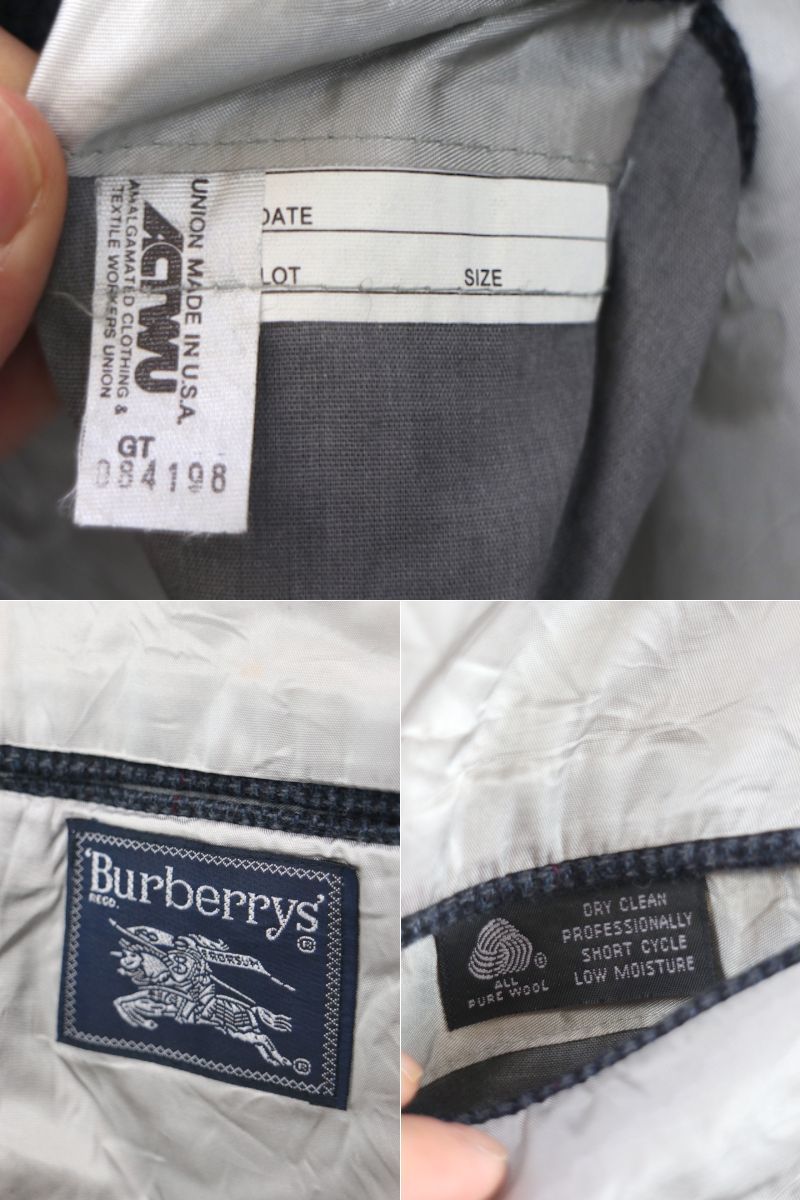 UNION MADE IN U.S.A.
ACTWU
AMALGAMATED CLOTHING &
TEXTILE WORKERS UNION
GT
084198
DATE
LOT SIZE
'Burberrys'
REGD.
®
PRORSUM
®
®
ALL
PURE WOOL
DRY CLEAN
PROFESSIONALLY
SHORT CYCLE
LOW MOISTURE